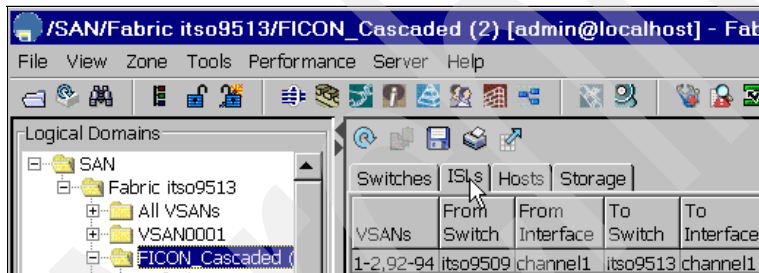 /SAN/Fabric itso9513/FICON_Cascaded (2) [admin@localhost] - Fab
File View Zone Tools Performance Server Help
Logical Domains
SAN
Fabric itso9513
All VSANs
VSAN0001
FICON_Cascaded (
Switches ISLs Hosts Storage
VSANs From Switch From Interface To Switch To Interface
1-2,92-94 itso9509 channel1 itso9513 channel1